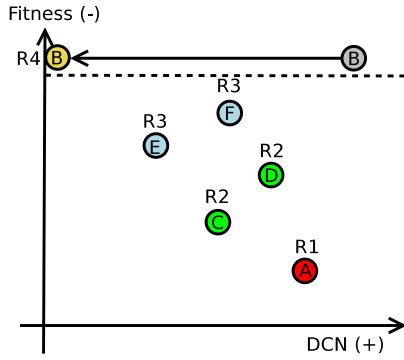 Fitness (-)
R4 B B
R3
F
R3
E
R2
D
R2
C
R1
A
DCN (+)